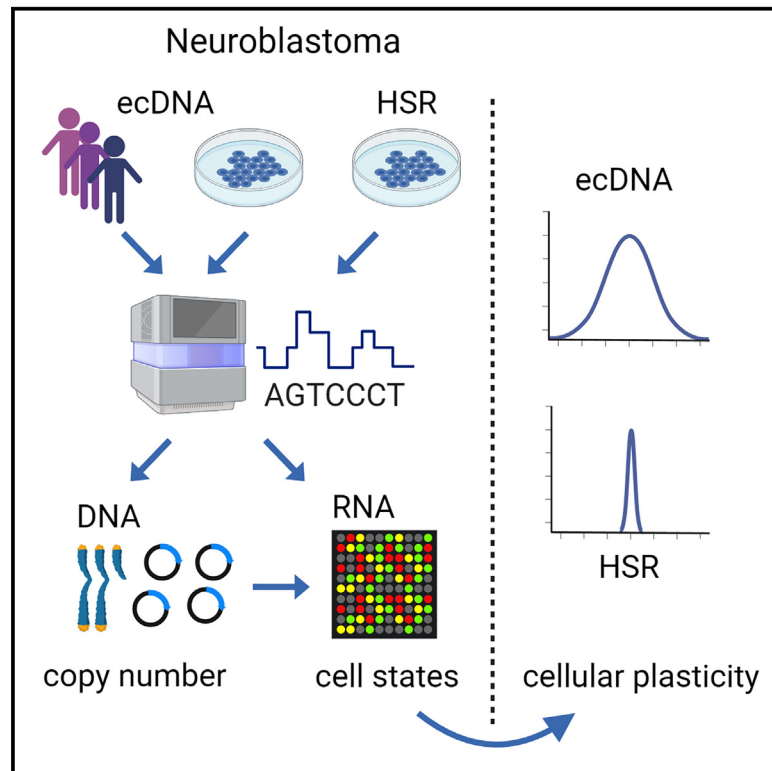 Neuroblastoma
ecDNA
HSR
AGTCCCT
DNA
RNA
copy number
cell states
ecDNA
HSR
cellular plasticity